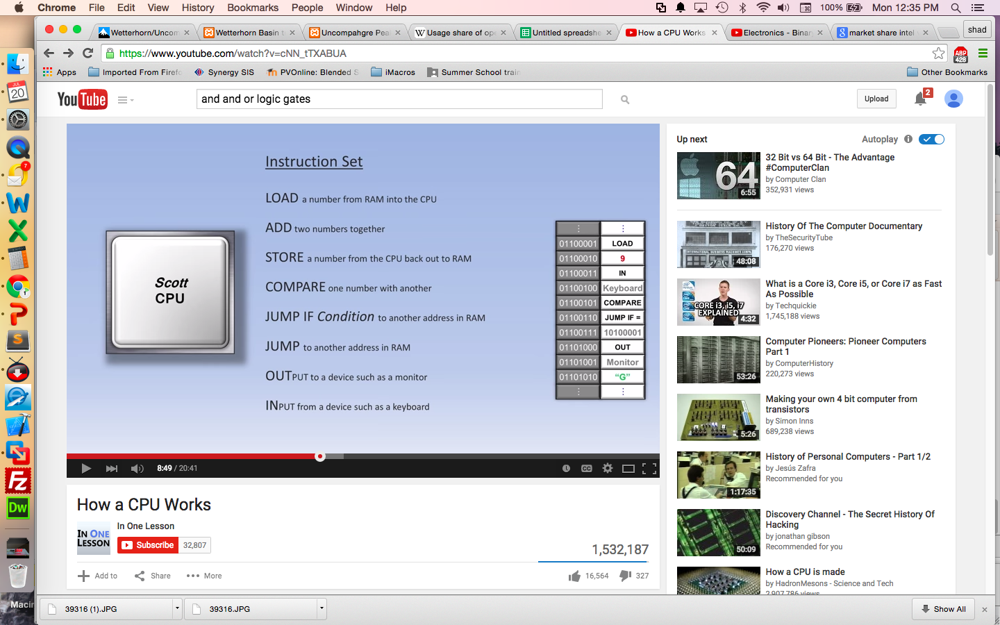 Chrome File Edit View History Bookmarks People Window Help 100% Mon 12:35 PM
Wetterhorn/Uncom Wetterhorn Basin t Uncompahgre Pea Usage share of ope Untitled spreadshe How a CPU Works Electronics - Binar market share intel shad
https://www.youtube.com/watch?v=cNN_tTXABUA ABP 428
Apps Imported From Firefo Synergy SIS PVOnline: Blended S iMacros Summer School train Other Bookmarks
JUL 20
7
YouTube and and or logic gates Upload 2
Instruction Set
LOAD a number from RAM into the CPU
ADD two numbers together
STORE a number from the CPU back out to RAM
COMPARE one number with another
JUMP IF Condition to another address in RAM
JUMP to another address in RAM
OUTPUT to a device such as a monitor
INPUT from a device such as a keyboard
Scott
CPU
01100001 LOAD
01100010 9
01100011 IN
01100100 Keyboard
01100101 COMPARE
01100110 JUMP IF =
01100111 10100001
01101000 OUT
01101001 Monitor
01101010 “G”
8:49 / 20:41 CC
How a CPU Works
IN ONE LESSON
In One Lesson
Subscribe 32,807
1,532,187
Add to Share More 16,564 327
Up next Autoplay
64 6:55
32 Bit vs 64 Bit - The Advantage
#ComputerClan
by Computer Clan
352,931 views
48:08
History Of The Computer Documentary
by TheSecurityTube
176,270 views
CORE i3, i5, i7
EXPLAINED 4:32
What is a Core i3, Core i5, or Core i7 as Fast
As Possible
by Techquickie
1,745,188 views
53:26
Computer Pioneers: Pioneer Computers
Part 1
by ComputerHistory
220,273 views
5:26
Making your own 4 bit computer from
transistors
by Simon Inns
689,238 views
1:17:35
History of Personal Computers - Part 1/2
by Jesús Zafra
Recommended for you
50:09
Discovery Channel - The Secret History Of
Hacking
by jonathan gibson
Recommended for you
How a CPU is made
by HadronMesons - Science and Tech
2,907,786 views
Dw
Macin
39316 (1).JPG 39316.JPG Show All